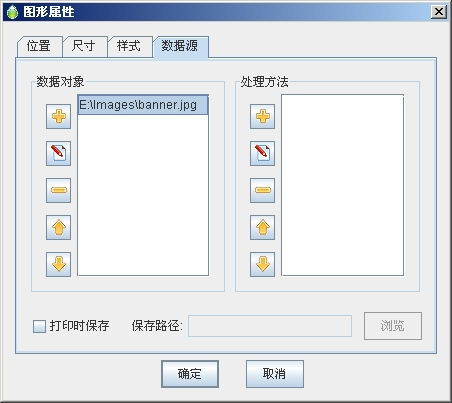 图形属性
位置 尺寸 样式 数据源
数据对象 处理方法
E:\Images\banner.jpg
打印时保存 保存路径: 浏览
确定 取消